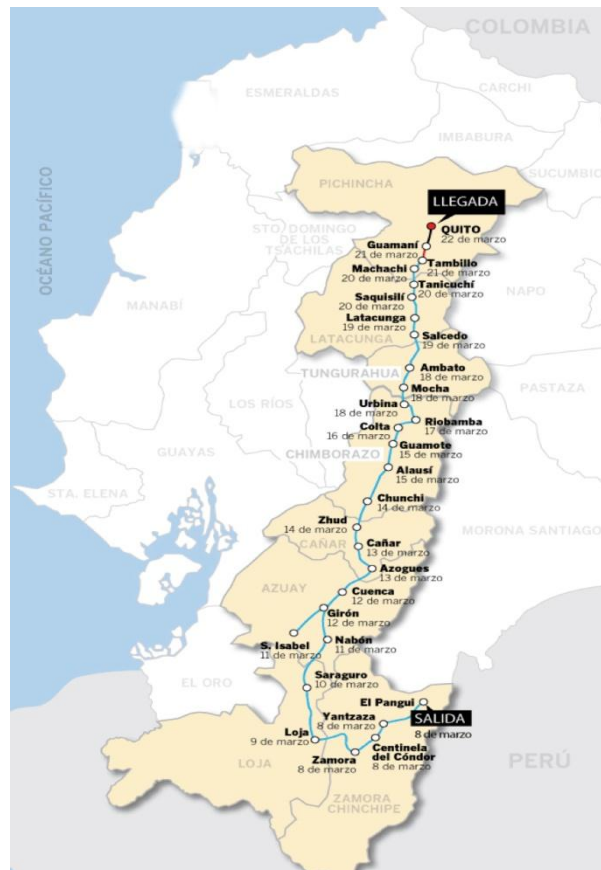 COLOMBIA
ESMERALDAS
CARCHI
IMBABURA
SUCUMBIO
PICHINCHA
LLEGADA
QUITO
22 de marzo
STO/DOMINGO
DE LOS
TSÁCHILAS
Guamaní
21 de marzo
Tambillo
21 de marzo
Machachi
20 de marzo
Tanicuchí
20 de marzo
NAPO
OCÉANO PACÍFICO
MANABÍ
Saquisilí
20 de marzo
Latacunga
19 de marzo
Salcedo
19 de marzo
LATACUNGA
Ambato
18 de marzo
TUNGURAHUA
PASTAZA
Mocha
18 de marzo
LOS RÍOS
Urbina
18 de marzo
Riobamba
17 de marzo
Colta
16 de marzo
Guamote
15 de marzo
CHIMBORAZO
GUAYAS
Alausí
15 de marzo
STA. ELENA
Chunchi
14 de marzo
Zhud
14 de marzo
MORONA SANTIAGO
CAÑAR
Cañar
13 de marzo
Azogues
13 de marzo
AZUAY
Cuenca
12 de marzo
Girón
12 de marzo
S. Isabel
11 de marzo
Nabón
11 de marzo
EL ORO
Saraguro
10 de marzo
El Pangui
SALIDA
8 de marzo
Yantzaza
8 de marzo
Loja
9 de marzo
Centinela
del Cóndor
8 de marzo
Zamora
8 de marzo
LOJA
PERÚ
ZAMORA
CHINCHIPE